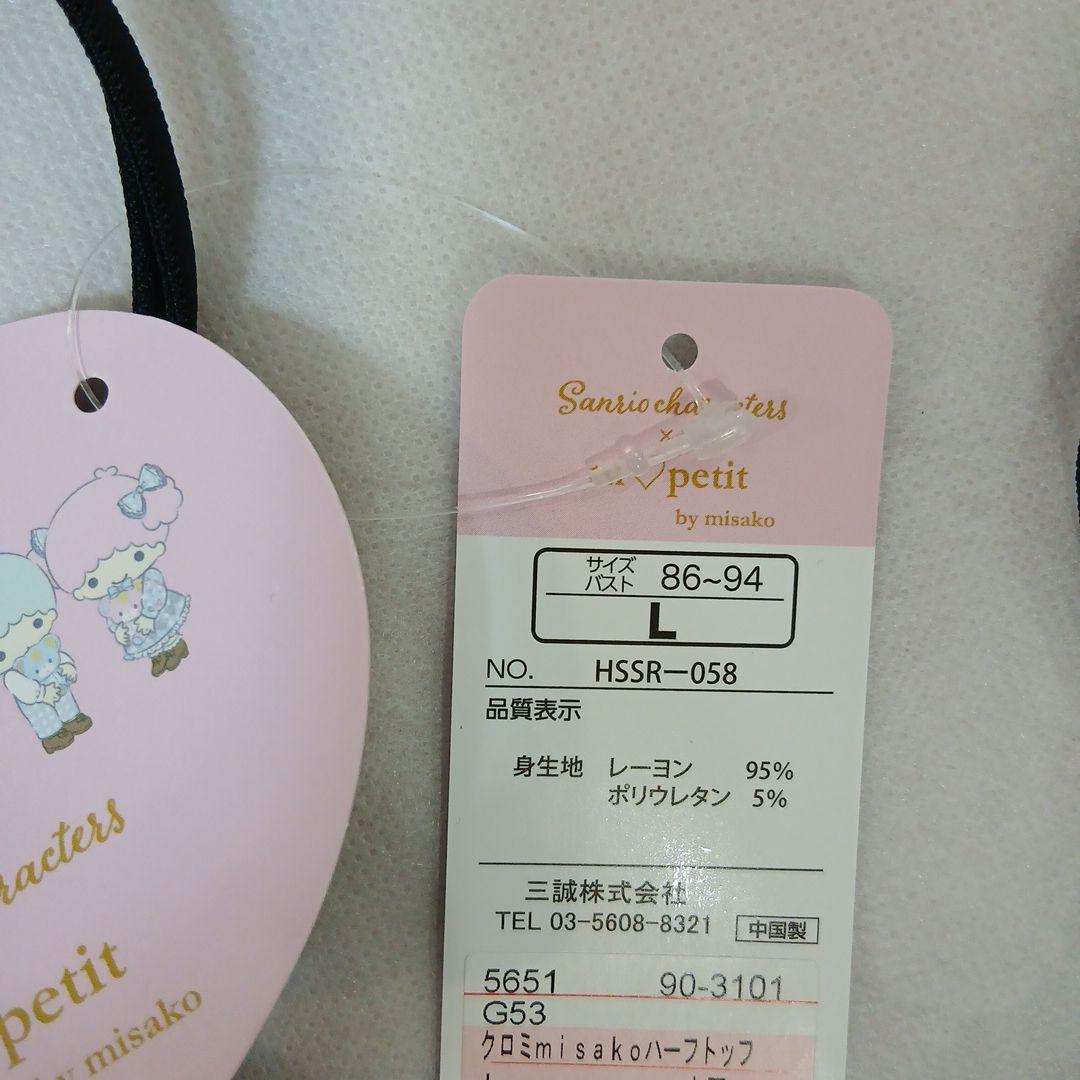 racters
petit
by misako
Sanrio characters
×
petit
by misako
サイズ
バスト 86~94
L
NO. HSSR-058
品質表示
身生地 レーヨン 95%
ポリウレタン 5%
三誠株式会社
TEL 03-5608-8321 中国製
5651 90-3101
G53
クロミmisakoハーフトップ